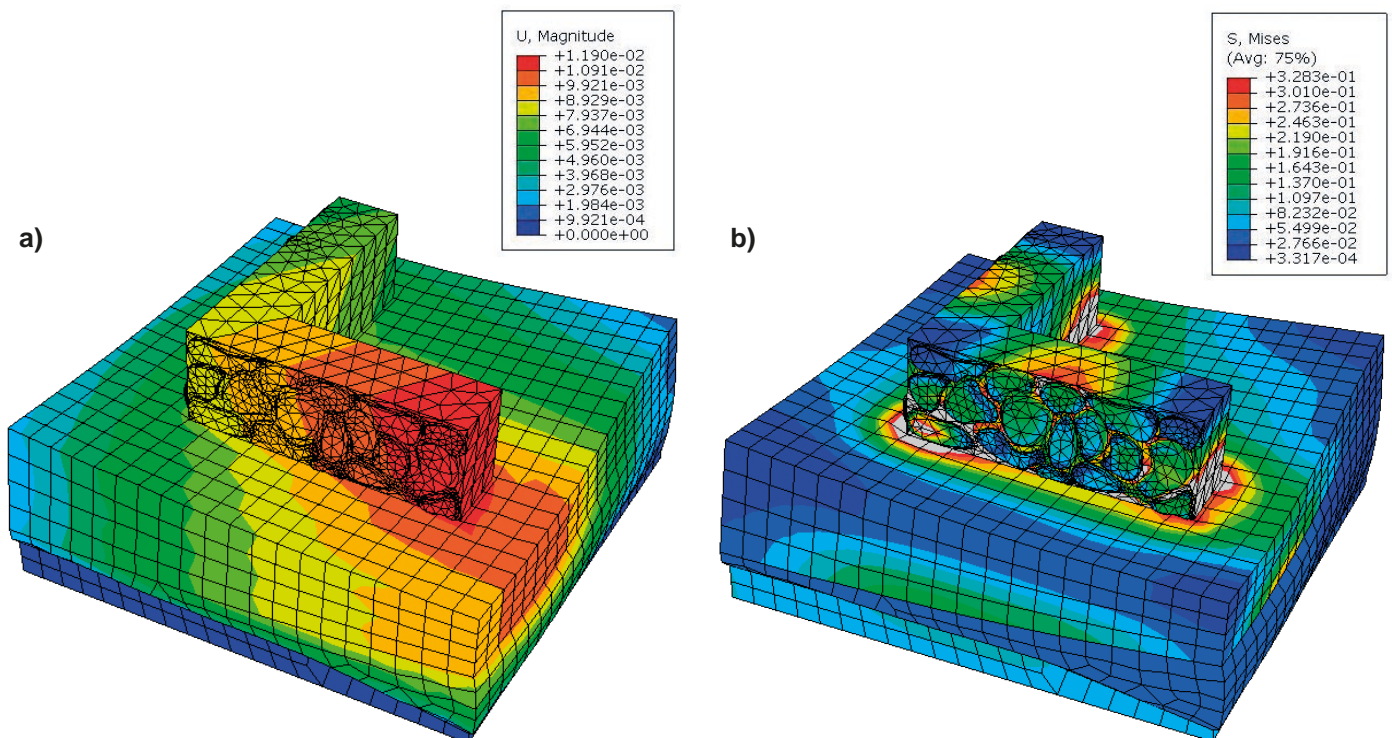 U, Magnitude
+1.190e-02
+1.091e-02
+9.921e-03
+8.929e-03
+7.937e-03
+6.944e-03
+5.952e-03
+4.960e-03
+3.968e-03
+2.976e-03
+1.984e-03
+9.921e-04
+0.000e+00
a)
S, Mises
(Avg: 75%)
+3.283e-01
+3.010e-01
+2.736e-01
+2.463e-01
+2.190e-01
+1.916e-01
+1.643e-01
+1.370e-01
+1.097e-01
+8.232e-02
+5.499e-02
+2.766e-02
+3.317e-04
b)